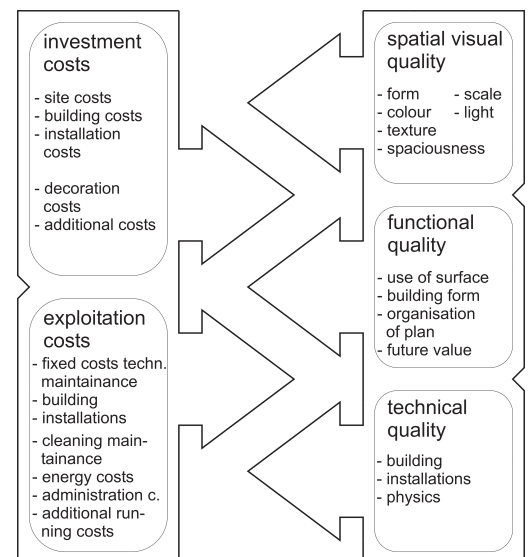 investment
costs
- site costs
- building costs
- installation
costs
- decoration
costs
- additional costs
exploitation
costs
- fixed costs techn.
maintainance
- building
- installations
- cleaning main-
tainance
- energy costs
- administration c.
- additional run-
ning costs
spatial visual
quality
- form - scale
- colour - light
- texture
- spaciousness
functional
quality
- use of surface
- building form
- organisation
of plan
- future value
technical
quality
- building
- installations
- physics